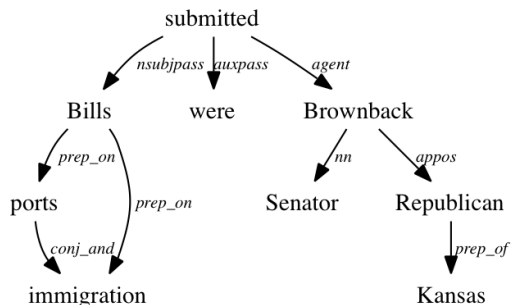 submitted
nsubjpass auxpass agent
Bills were Brownback
prep_on nn appos
ports prep_on Senator Republican
conj_and prep_of
immigration Kansas